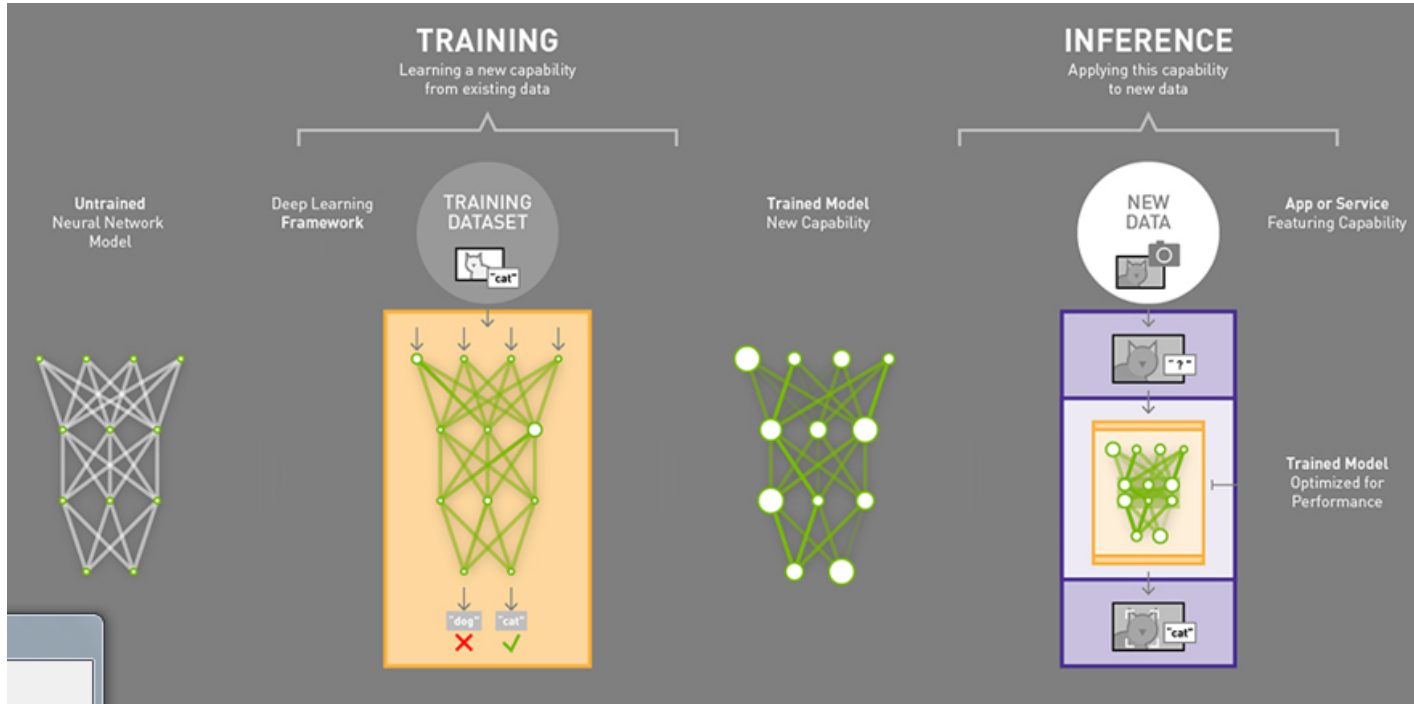 TRAINING
Learning a new capability
from existing data
INFERENCE
Applying this capability
to new data
Untrained
Neural Network
Model
Deep Learning
Framework
TRAINING
DATASET
"cat"
Trained Model
New Capability
NEW
DATA
App or Service
Featuring Capability
"?"
Trained Model
Optimized for
Performance
"dog"
"cat"
"cat"